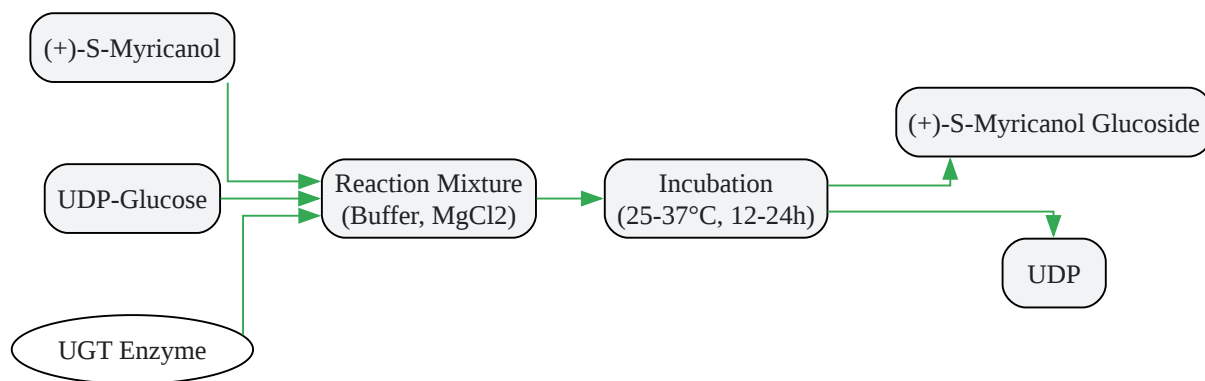 (+)-S-Myricanol
UDP-Glucose
UGT Enzyme
Reaction Mixture
(Buffer, MgCl2)
Incubation
(25-37°C, 12-24h)
(+)-S-Myricanol Glucoside
UDP